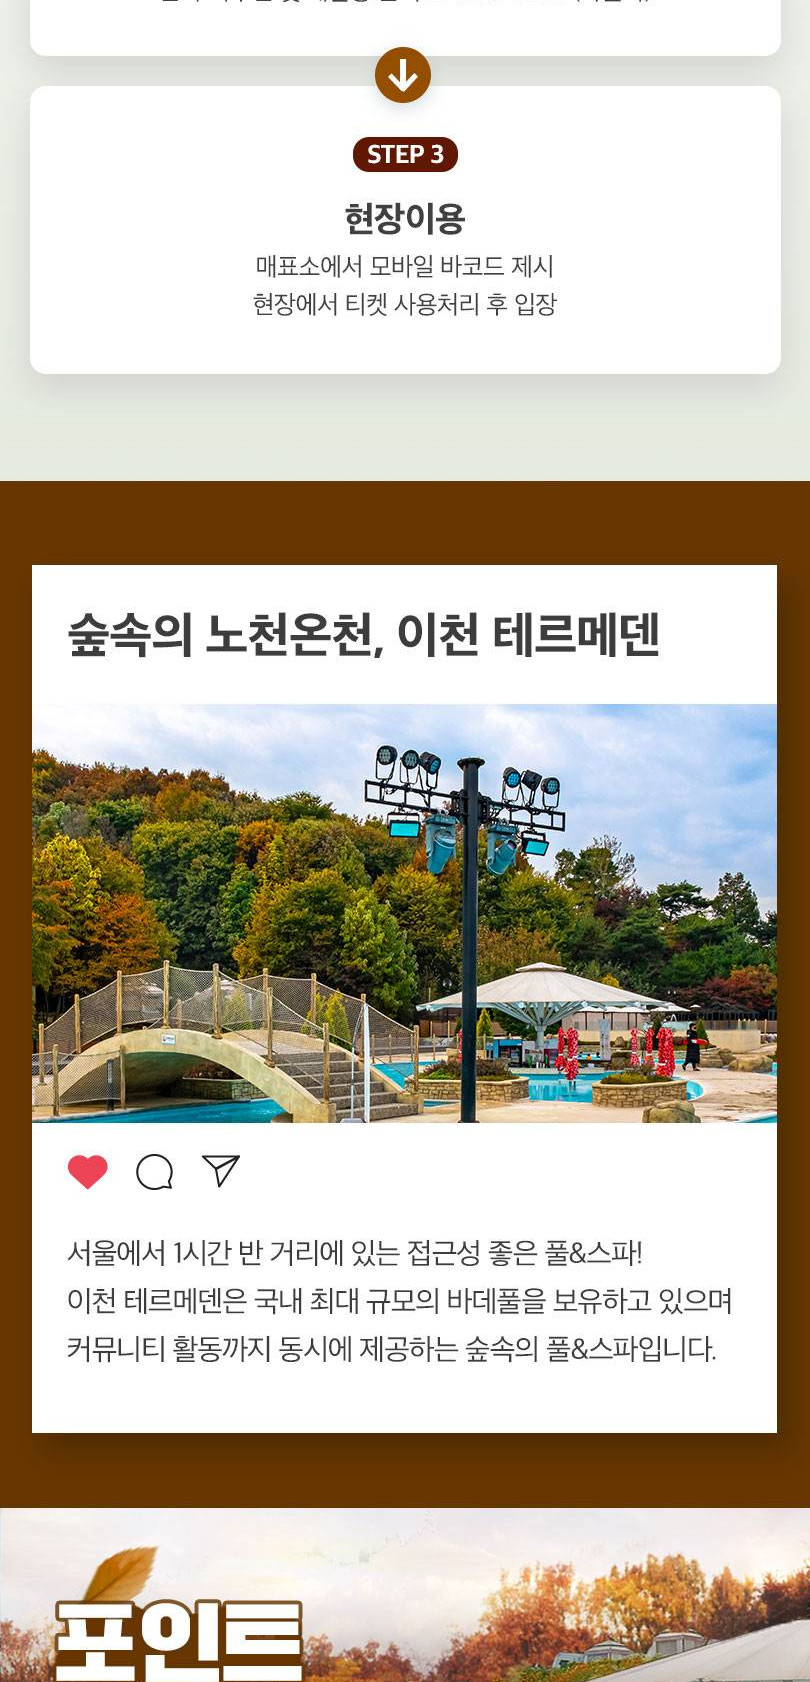 STEP 3
현장이용
매표소에서 모바일 바코드 제시
현장에서 티켓 사용처리 후 입장
숲속의 노천온천, 이천 테르메덴
서울에서 1시간 반 거리에 있는 접근성 좋은 풀&스파!
이천 테르메덴은 국내 최대 규모의 바데풀을 보유하고 있으며
커뮤니티 활동까지 동시에 제공하는 숲속의 풀&스파입니다.
포인트